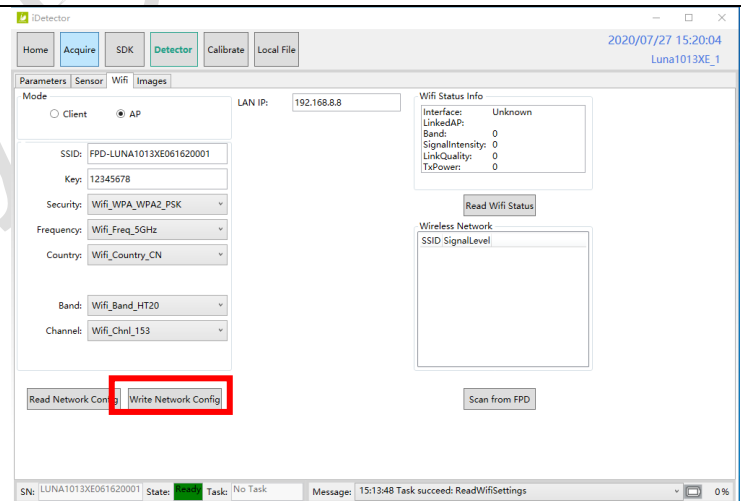 iDetector
Home Acquire SDK Detector Calibrate Local File
2020/07/27 15:20:04
Luna1013XE_1
Parameters Sensor Wifi Images
Mode
Client AP
LAN IP: 192.168.8.8
SSID: FPD-LUNA1013XE061620001
Key: 12345678
Security: Wifi_WPA_WPA2_PSK
Frequency: Wifi_Freq_5GHz
Country: Wifi_Country_CN
Band: Wifi_Band_HT20
Channel: Wifi_Chnl_153
Read Network Config Write Network Config
Wifi Status Info
Interface: Unknown
LinkedAP:
Band: 0
SignalIntensity: 0
LinkQuality: 0
TxPower: 0
Read Wifi Status
Wireless Network
SSID SignalLevel
Scan from FPD
SN: LUNA1013XE061620001 State: Ready Task: No Task Message: 15:13:48 Task succeed: ReadWifiSettings 0%